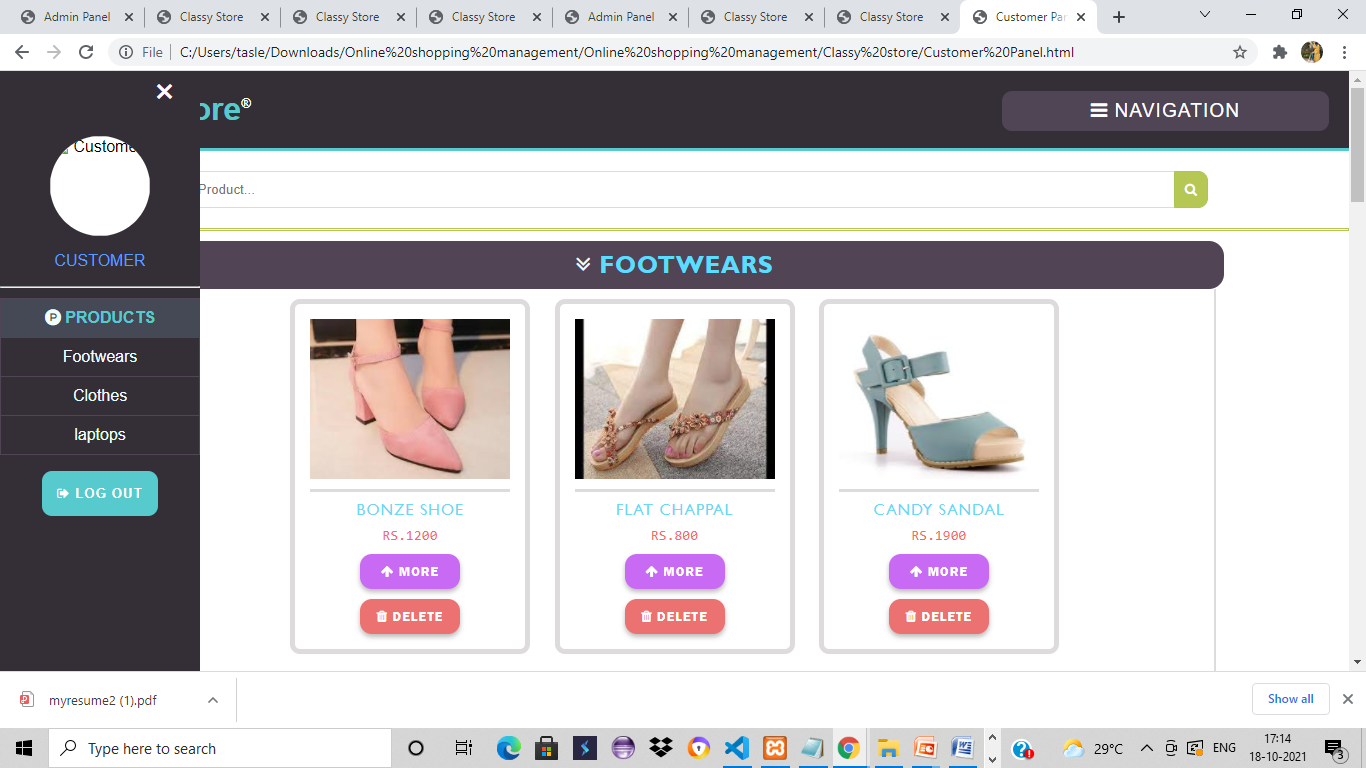 Admin Panel
Classy Store
Classy Store
Classy Store
Admin Panel
Classy Store
Classy Store
Customer Pa
File
C:/Users/tasle/Downloads/Online%20shopping%20management/Online%20shopping%20management/Classy%20store/Customer%20Panel.html
ore®
NAVIGATION
Custome
CUSTOMER
Product...
FOOTWEARS
P PRODUCTS
Footwears
Clothes
laptops
LOG OUT
BONZE SHOE
RS.1200
MORE
DELETE
FLAT CHAPPAL
RS.800
MORE
DELETE
CANDY SANDAL
RS.1900
MORE
DELETE
myresume2 (1).pdf
Show all
Type here to search
29°C
ENG
17:14
18-10-2021
3